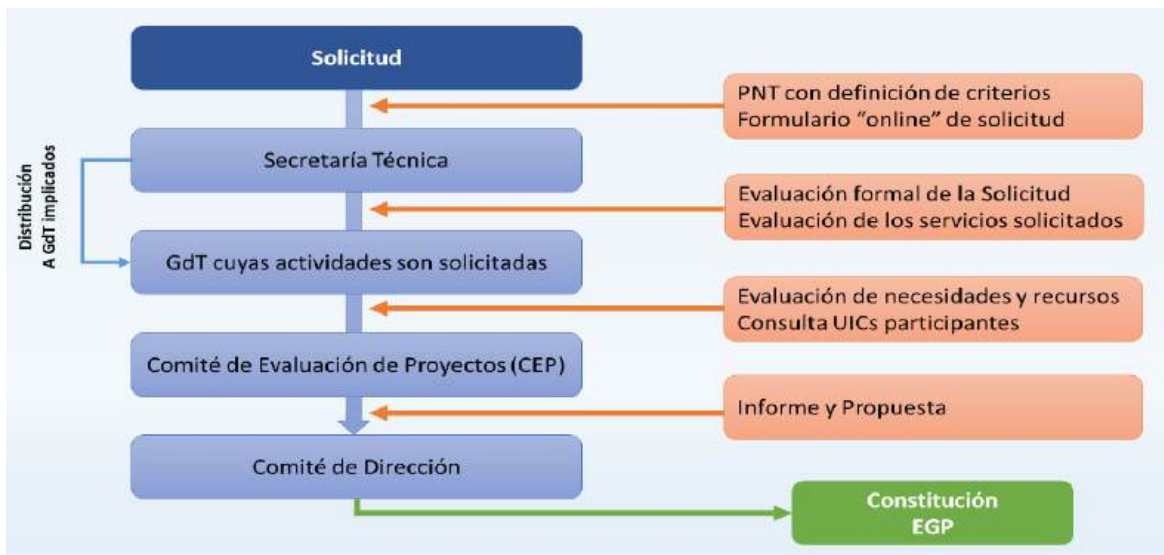 Solicitud
PNT con definición de criterios
Formulario "online" de solicitud
Secretaría Técnica
Distribución
A GdT implicados
Evaluación formal de la Solicitud
Evaluación de los servicios solicitados
GdT cuyas actividades son solicitadas
Evaluación de necesidades y recursos
Consulta UICs participantes
Comité de Evaluación de Proyectos (CEP)
Informe y Propuesta
Comité de Dirección
Constitución
EGP